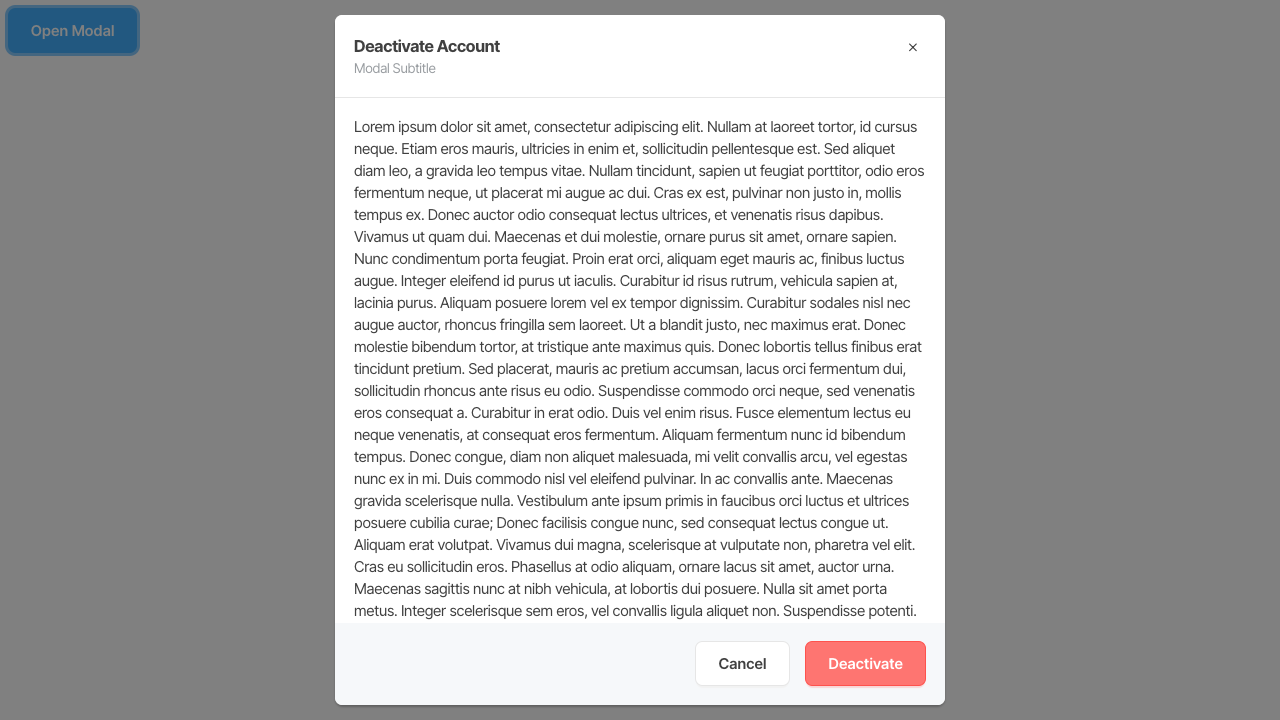 Open Modal
Deactivate Account
Modal Subtitle
Lorem ipsum dolor sit amet, consectetur adipiscing elit. Nullam at laoreet tortor, id cursus
neque. Etiam eros mauris, ultricies in enim et, sollicitudin pellentesque est. Sed aliquet
diam leo, a gravida leo tempus vitae. Nullam tincidunt, sapien ut feugiat porttitor, odio eros
fermentum neque, ut placerat mi augue ac dui. Cras ex est, pulvinar non justo in, mollis
tempus ex. Donec auctor odio consequat lectus ultrices, et venenatis risus dapibus.
Vivamus ut quam dui. Maecenas et dui molestie, ornare purus sit amet, ornare sapien.
Nunc condimentum porta feugiat. Proin erat orci, aliquam eget mauris ac, finibus luctus
augue. Integer eleifend id purus ut iaculis. Curabitur id risus rutrum, vehicula sapien at,
lacinia purus. Aliquam posuere lorem vel ex tempor dignissim. Curabitur sodales nisl nec
augue auctor, rhoncus fringilla sem laoreet. Ut a blandit justo, nec maximus erat. Donec
molestie bibendum tortor, at tristique ante maximus quis. Donec lobortis tellus finibus erat
tincidunt pretium. Sed placerat, mauris ac pretium accumsan, lacus orci fermentum dui,
sollicitudin rhoncus ante risus eu odio. Suspendisse commodo orci neque, sed venenatis
eros consequat a. Curabitur in erat odio. Duis vel enim risus. Fusce elementum lectus eu
neque venenatis, at consequat eros fermentum. Aliquam fermentum nunc id bibendum
tempus. Donec congue, diam non aliquet malesuada, mi velit convallis arcu, vel egestas
nunc ex in mi. Duis commodo nisl vel eleifend pulvinar. In ac convallis ante. Maecenas
gravida scelerisque nulla. Vestibulum ante ipsum primis in faucibus orci luctus et ultrices
posuere cubilia curae; Donec facilisis congue nunc, sed consequat lectus congue ut.
Aliquam erat volutpat. Vivamus dui magna, scelerisque at vulputate non, pharetra vel elit.
Cras eu sollicitudin eros. Phasellus at odio aliquam, ornare lacus sit amet, auctor urna.
Maecenas sagittis nunc at nibh vehicula, at lobortis dui posuere. Nulla sit amet porta
metus. Integer scelerisque sem eros, vel convallis ligula aliquet non. Suspendisse potenti.
Cancel
Deactivate